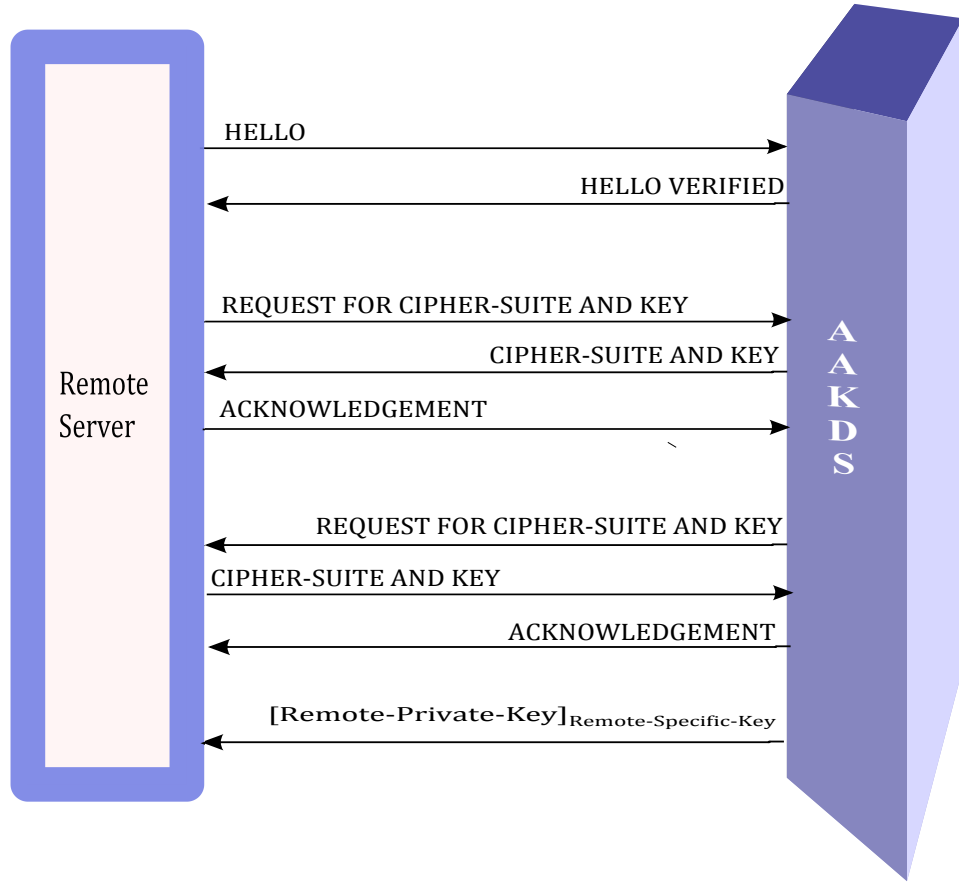 HELLO
HELLO VERIFIED
REQUEST FOR CIPHER-SUITE AND KEY
CIPHER-SUITE AND KEY
ACKNOWLEDGEMENT
REQUEST FOR CIPHER-SUITE AND KEY
CIPHER-SUITE AND KEY
ACKNOWLEDGEMENT
[Remote-Private-Key]Remote-Specific-Key
Remote
Server
A
A
K
D
S